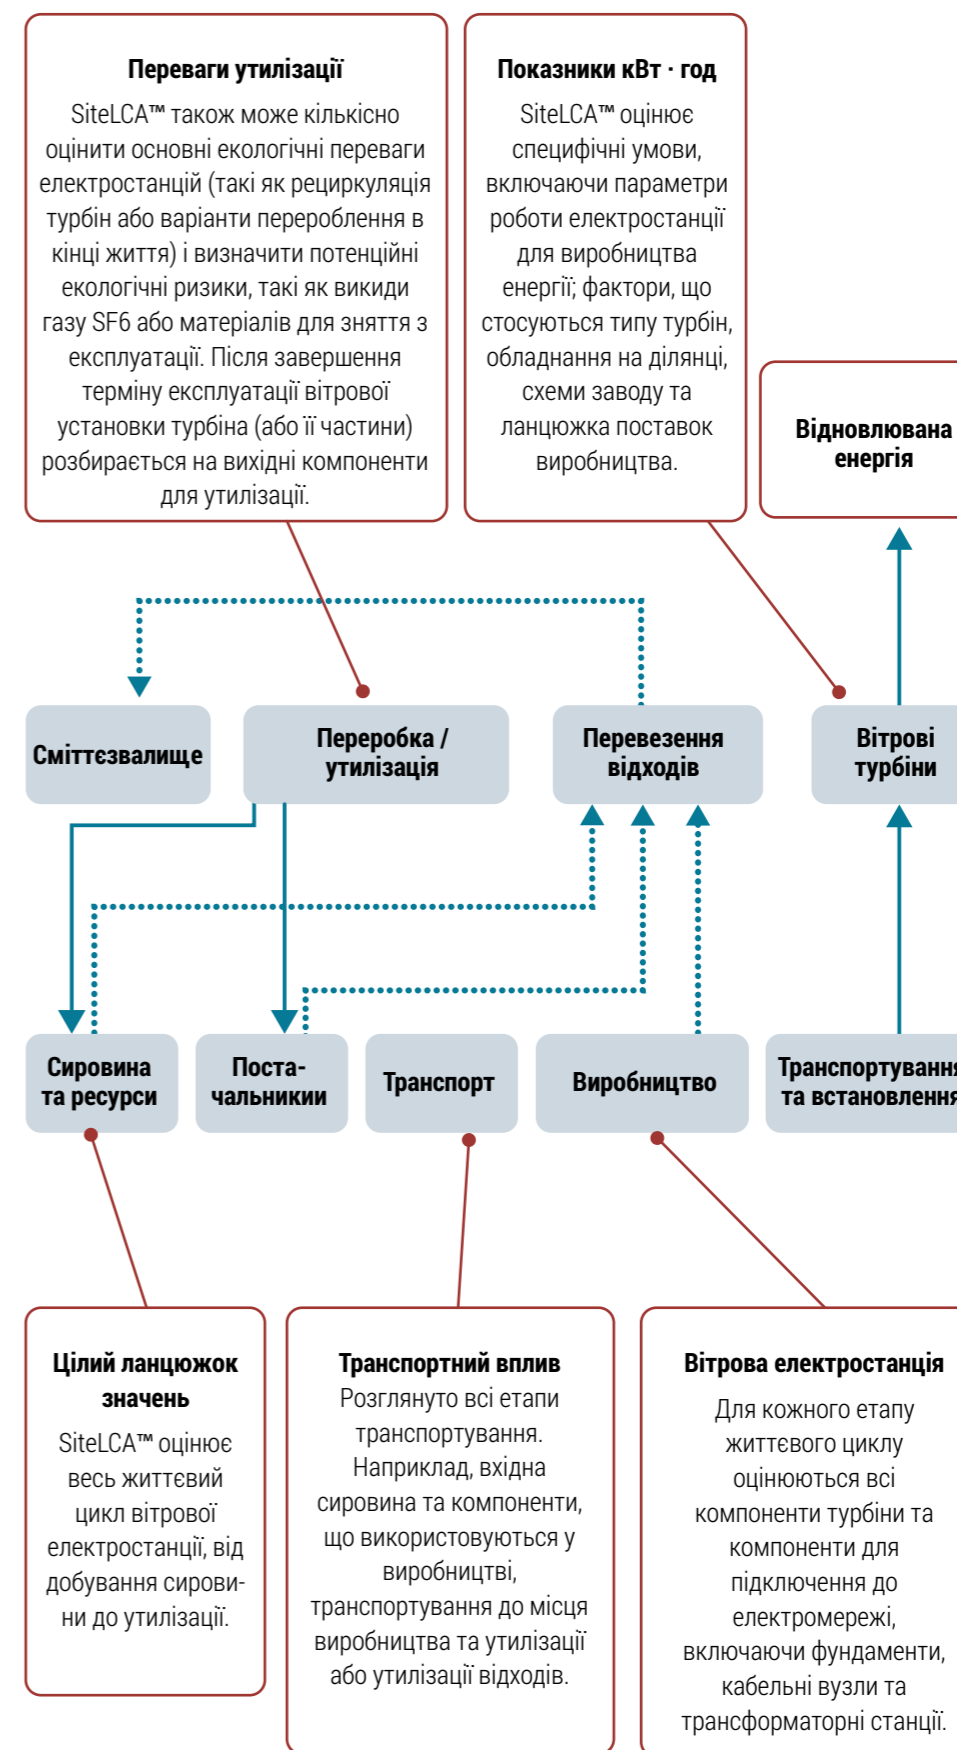 Переваги утилізації
SiteLCA™ також може кількісно
оцінити основні екологічні переваги
електростанцій (такі як рециркуляція
турбін або варіанти перероблення в
кінці життя) і визначити потенційні
екологічні ризики, такі як викиди
газу SF6 або матеріалів для зняття з
експлуатації. Після завершення
терміну експлуатації вітрової
установки турбіна (або її частини)
розбирається на вихідні компоненти
для утилізації.
Показники кВт · год
SiteLCA™ оцінює
специфічні умови,
включаючи параметри
роботи електростанції
для виробництва
енергії; фактори, що
стосуються типу турбін,
обладнання на ділянці,
схеми заводу та
ланцюжка поставок
виробництва.
Відновлювана
енергія
Сміттєзвалище
Переробка /
утилізація
Перевезення
відходів
Вітрові
турбіни
Сировина
та ресурси
Поста-
чальникии
Транспорт
Виробництво
Транспортування
та встановлення
Цілий ланцюжок
значень
SiteLCA™ оцінює
весь життєвий
цикл вітрової
електростанції, від
добування сирови-
ни до утилізації.
Транспортний вплив
Розглянуто всі етапи
транспортування.
Наприклад, вхідна
сировина та компоненти,
що використовуються у
виробництві,
транспортування до місця
виробництва та утилізації
або утилізації відходів.
Вітрова електростанція
Для кожного етапу
життєвого циклу
оцінюються всі
компоненти турбіни та
компоненти для
підключення до
електромережі,
включаючи фундаменти,
кабельні вузли та
трансформаторні станції.